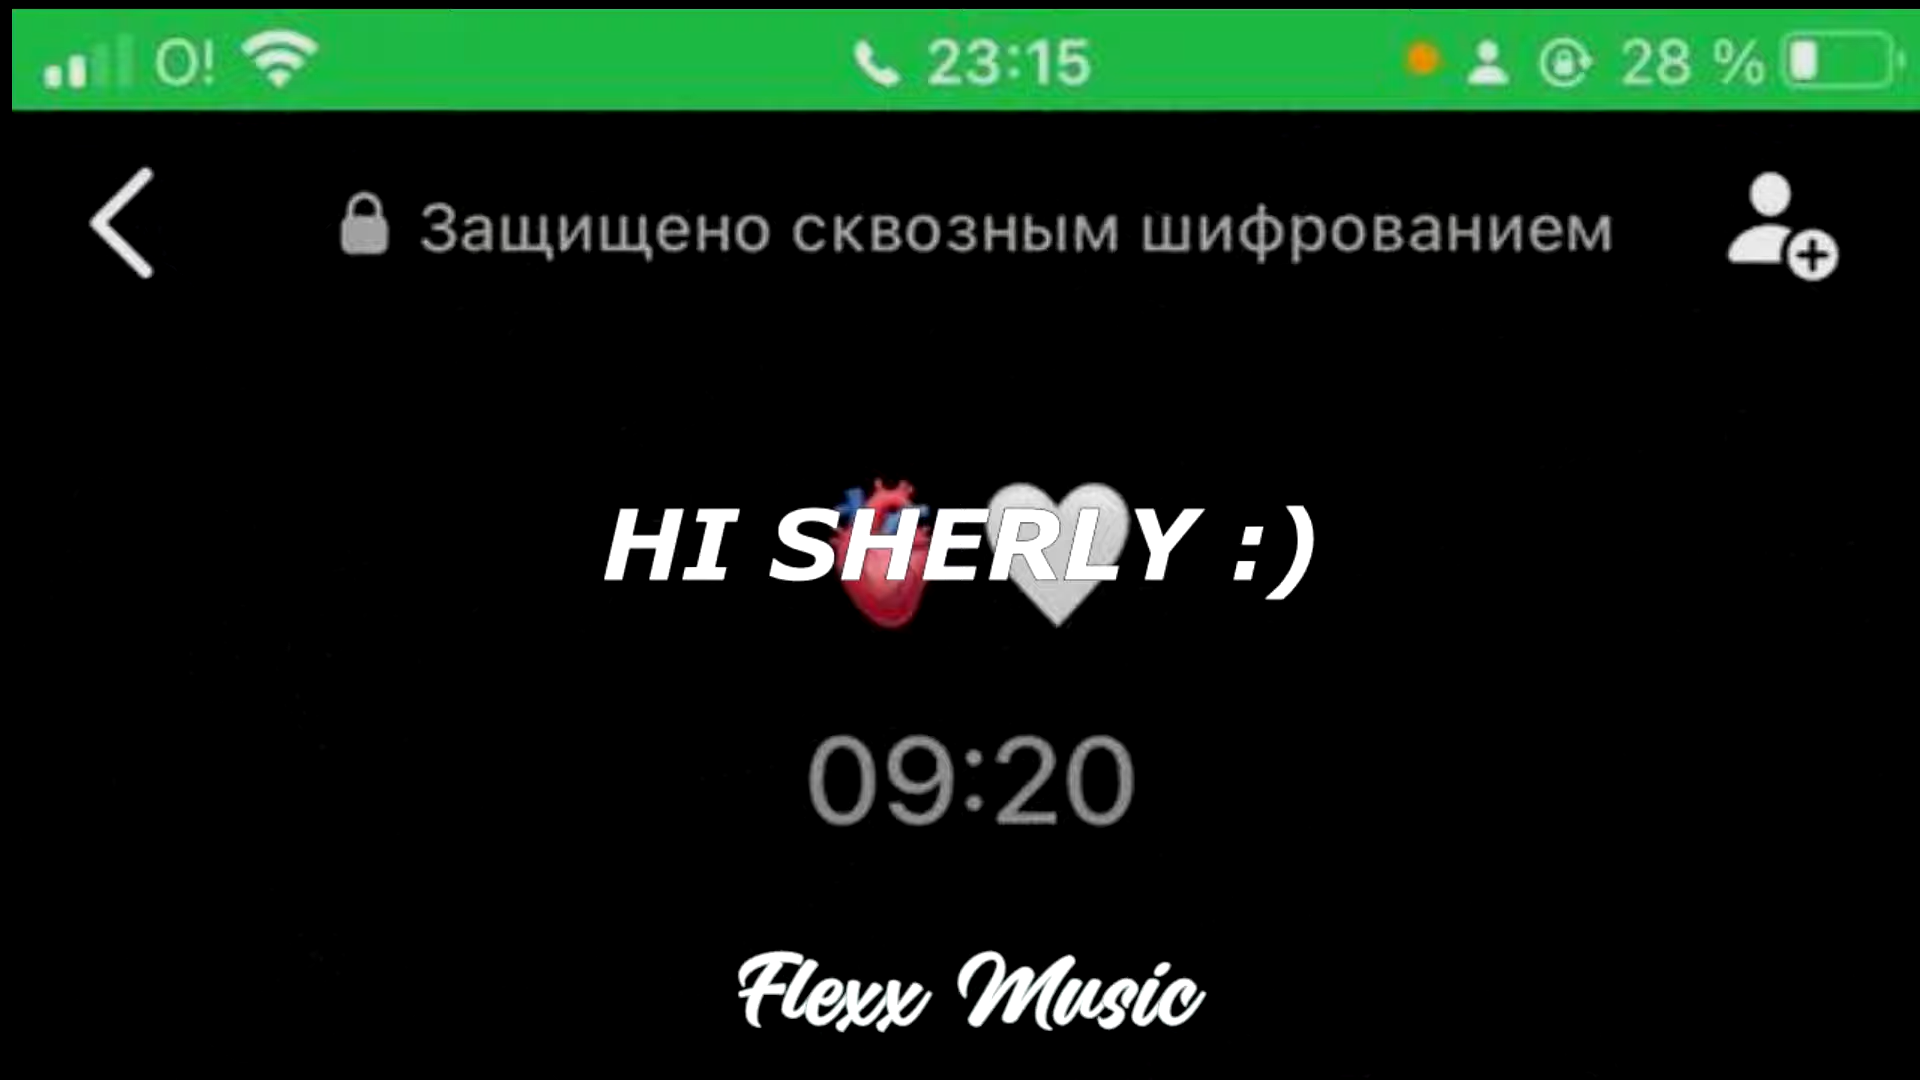 O! 23:15 28 %
Защищено сквозным шифрованием
HI SHERLY :)
09:20
Flexx Music